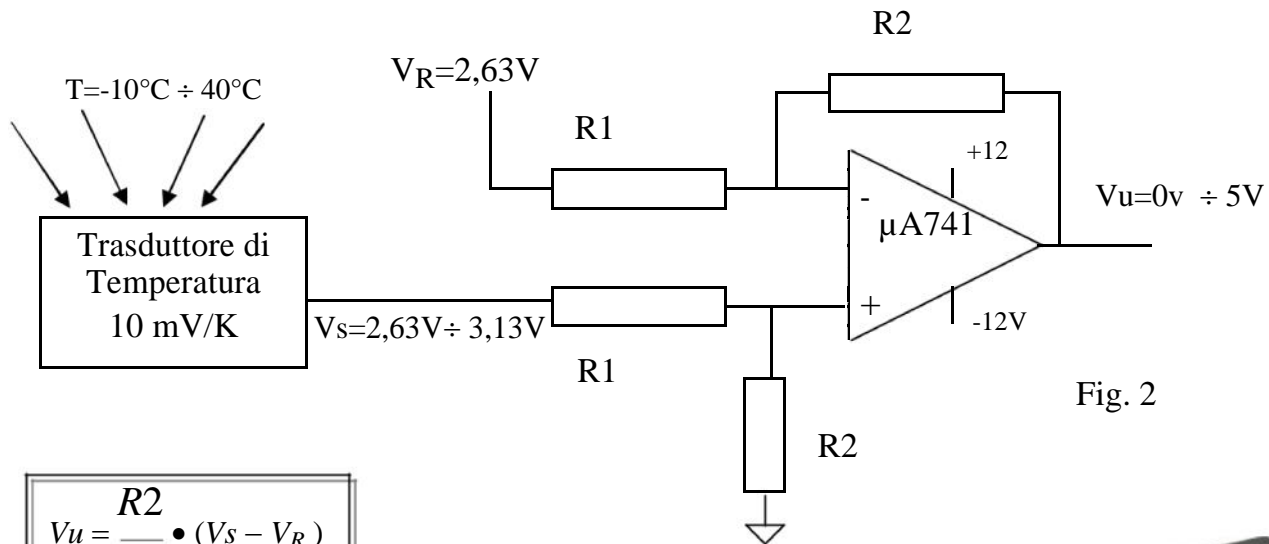 R2
V_R=2,63V
T=-10°C ÷ 40°C
R1
+12
-
µA741
Vu=0v ÷ 5V
Trasduttore di
Temperatura
10 mV/K
Vs=2,63V÷ 3,13V
+
-12V
R1
Fig. 2
R2
R2
Vu = ___ • (Vs – V_R )